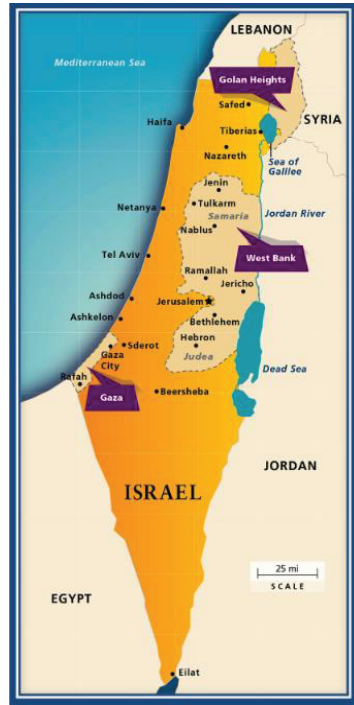 LEBANON
Mediterranean Sea
Golan Heights
Safed
SYRIA
Haifa
Tiberias
Nazareth
Sea of
Galilee
Jenin
Tulkarm
Netanya
Samaria
Jordan River
Nablus
West Bank
Tel Aviv
Ramallah
Jericho
Ashdod
Jerusalem
Ashkelon
Bethlehem
Hebron
Gaza
City
Sderot
Judea
Dead Sea
Rafah
Gaza
Beersheba
JORDAN
ISRAEL
25 mi
SCALE
EGYPT
Eilat